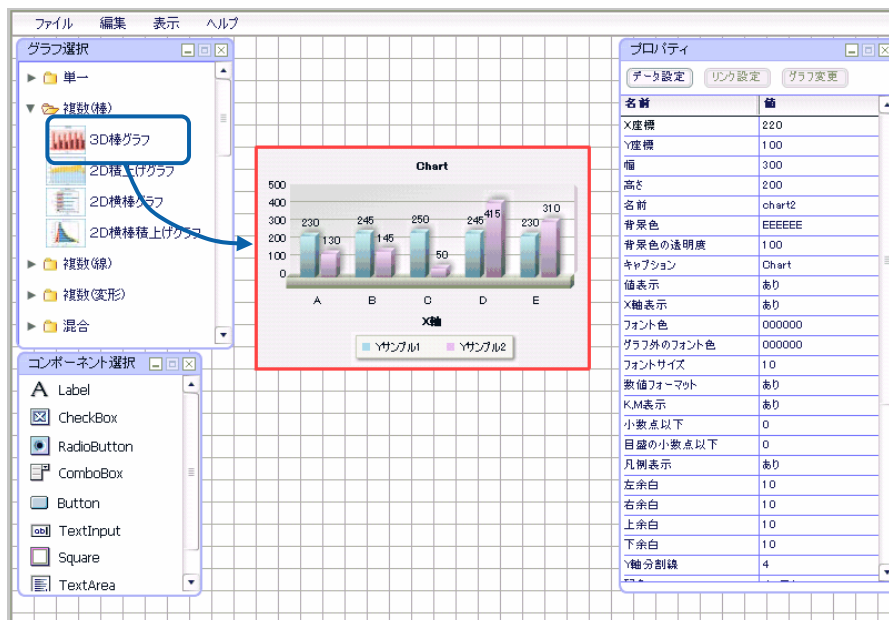 ファイル 編集 表示 ヘルプ
グラフ選択
単一
複数(棒)
3D棒グラフ
2D積上げグラフ
2D横棒グラフ
2D横棒積上げグラフ
複数(線)
複数(変形)
混合
コンポーネント選択
Label
CheckBox
RadioButton
ComboBox
Button
TextInput
Square
TextArea
Chart
500
400
300
200
100
0
230 130 245 145 250 50 245 415 230 310
A B C D E
X軸
Yサンプル1 Yサンプル2
プロパティ
データ設定 リンク設定 グラフ変更
名前 値
X座標 220
Y座標 100
幅 300
高さ 200
名前 chart2
背景色 EEEEEE
背景色の透明度 100
キャプション Chart
値表示 あり
X軸表示 あり
フォント色 000000
グラフ外のフォント色 000000
フォントサイズ 10
数値フォーマット あり
K,M表示 あり
小数点以下 0
目盛の小数点以下 0
凡例表示 あり
左余白 10
右余白 10
上余白 10
下余白 10
Y軸分割線 4